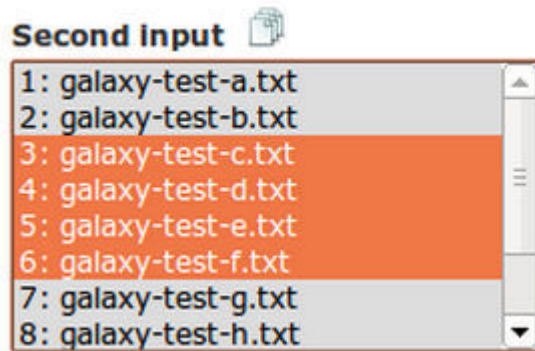 Second input
1: galaxy-test-a.txt
2: galaxy-test-b.txt
3: galaxy-test-c.txt
4: galaxy-test-d.txt
5: galaxy-test-e.txt
6: galaxy-test-f.txt
7: galaxy-test-g.txt
8: galaxy-test-h.txt